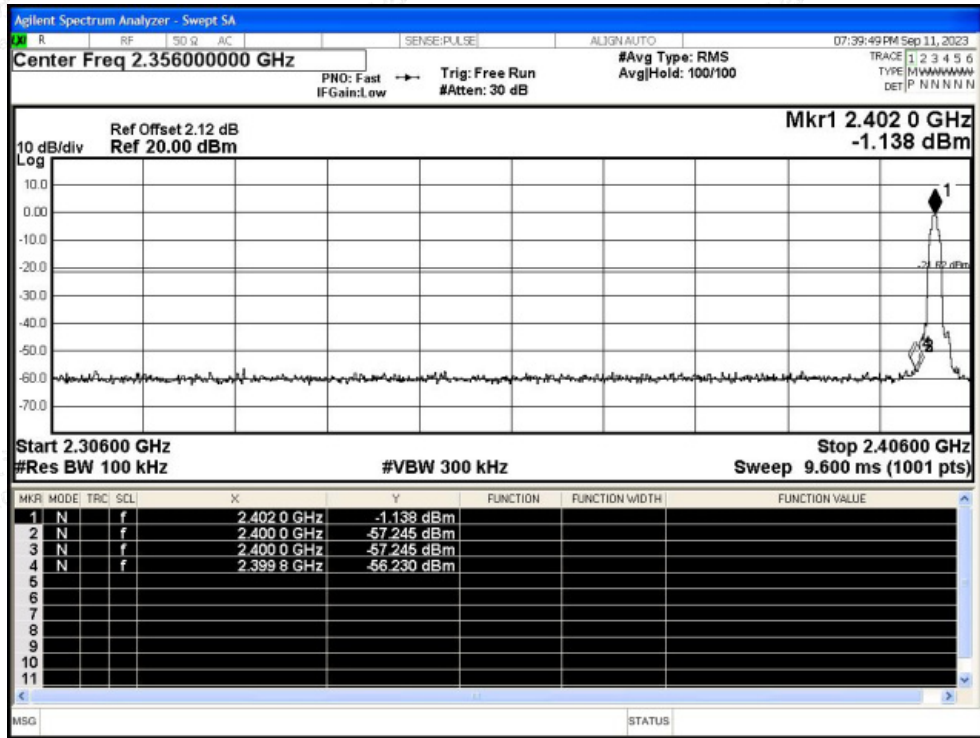 Agilent Spectrum Analyzer - Swept SA
LXI R RF 50 Ω AC SENSE:PULSE ALIGN AUTO 07:39:49 PM Sep 11, 2023
Center Freq 2.356000000 GHz #Avg Type: RMS TRACE 1 2 3 4 5 6
PNO: Fast Trig: Free Run Avg|Hold: 100/100 TYPE M WWWWW
IFGain:Low #Atten: 30 dB DET P N N N N N
Mkr1 2.402 0 GHz
Ref Offset 2.12 dB
10 dB/div Ref 20.00 dBm -1.138 dBm
Log
10.0
1
0.00
-10.0
-20.0
-30.0
-40.0
-50.0
-60.0
-70.0
Start 2.30600 GHz Stop 2.40600 GHz
#Res BW 100 kHz #VBW 300 kHz Sweep 9.600 ms (1001 pts)
MKR MODE TRC SCL X Y FUNCTION FUNCTION WIDTH FUNCTION VALUE
1 N f 2.402 0 GHz -1.138 dBm
2 N f 2.400 0 GHz -57.245 dBm
3 N f 2.400 0 GHz -57.245 dBm
4 N f 2.399 8 GHz -56.230 dBm
5
6
7
8
9
10
11
MSG STATUS